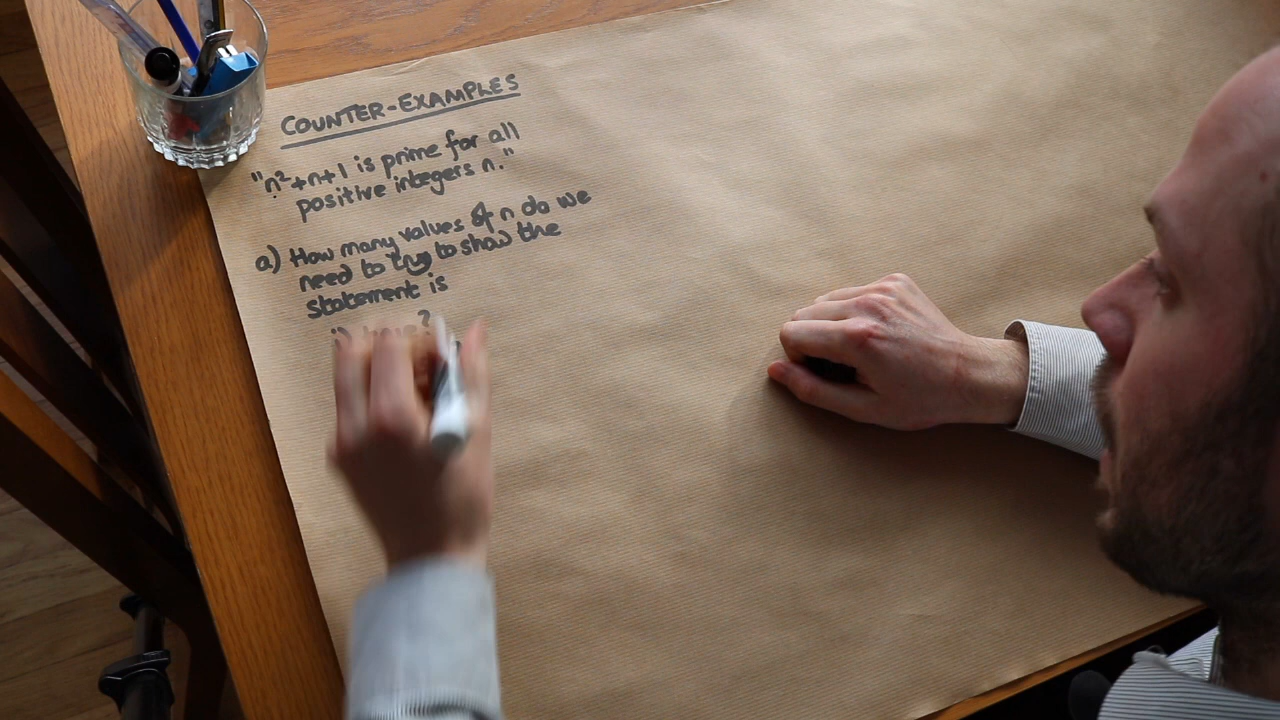 COUNTER-EXAMPLES
"n²+n+1 is prime for all
positive integers n."
a) How many values of n do we
need to try to show the
statement is
i) true?